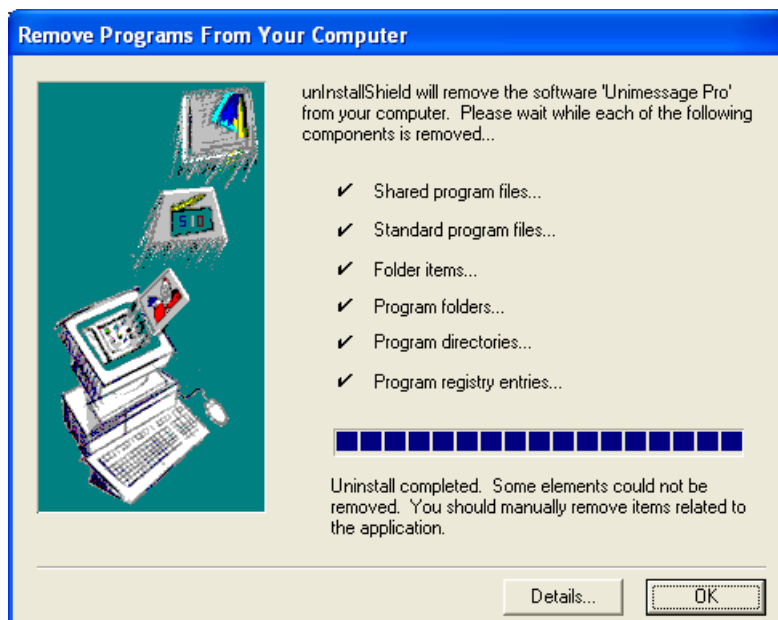 Remove Programs From Your Computer
unInstallShield will remove the software 'Unimessage Pro'
from your computer.  Please wait while each of the following
components is removed...
✔ Shared program files...
✔ Standard program files...
✔ Folder items...
✔ Program folders...
✔ Program directories...
✔ Program registry entries...
Uninstall completed.  Some elements could not be
removed.  You should manually remove items related to
the application.
Details... OK